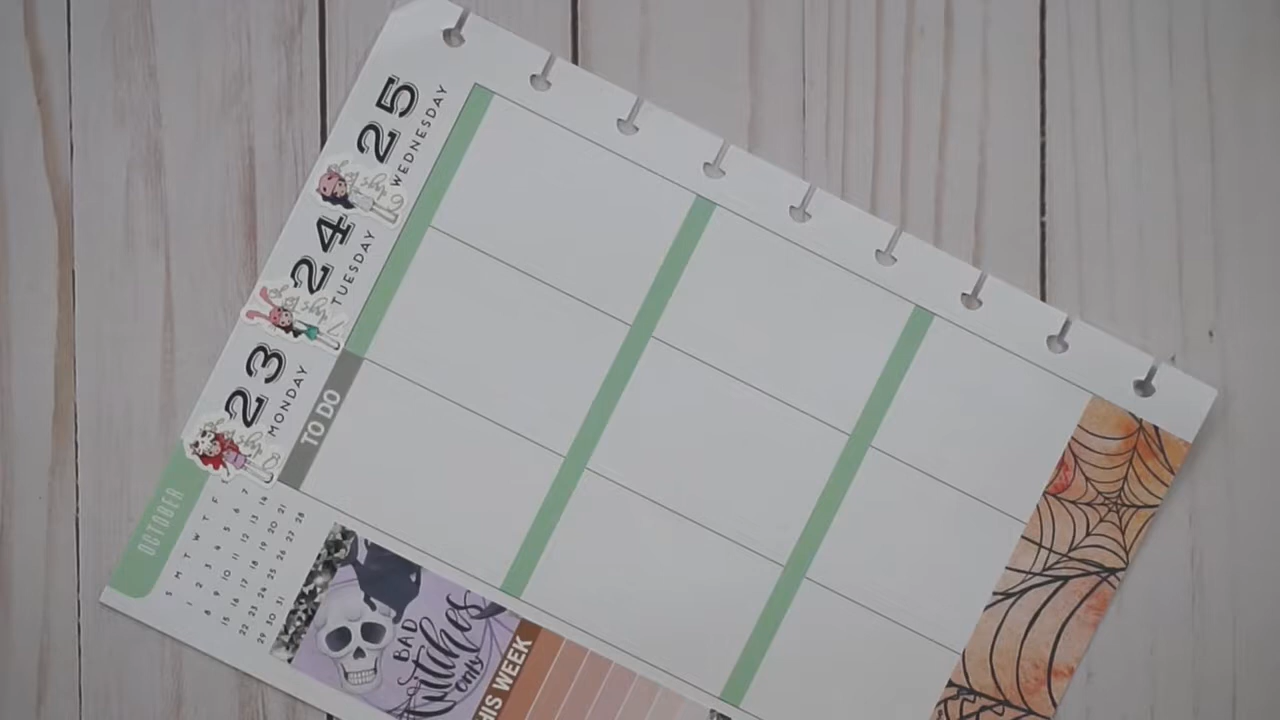 25
WEDNESDAY
24
TUESDAY
23
MONDAY
TO DO
OCTOBER
S M T W T F
1 2 3 4 5 6 7
8 9 10 11 12 13 14
15 16 17 18 19 20 21
22 23 24 25 26 27 28
29 30 31
BAD
witches
only
HIS WEEK